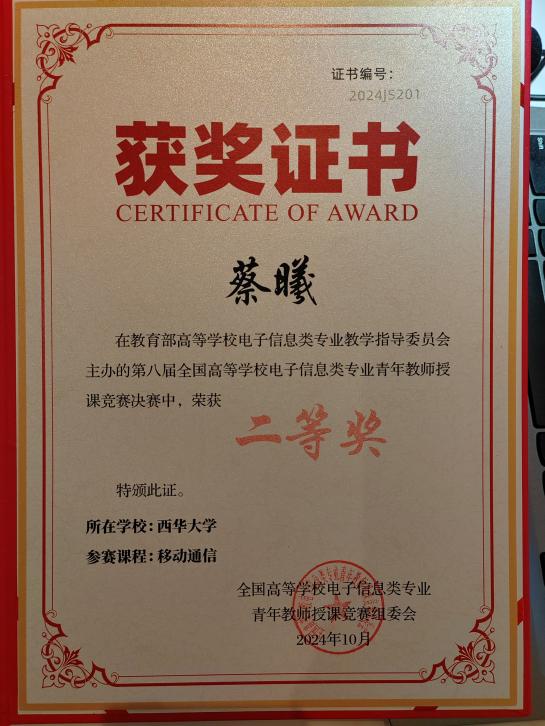 证书编号：
2024JS201
获奖证书
CERTIFICATE OF AWARD
蔡曦
在教育部高等学校电子信息类专业教学指导委员会
主办的第八届全国高等学校电子信息类专业青年教师授
课竞赛决赛中，荣获
二等奖
特颁此证。
所在学校：西华大学
参赛课程：移动通信
全国高等学校电子信息类专业
青年教师授课竞赛组委会
2024年10月